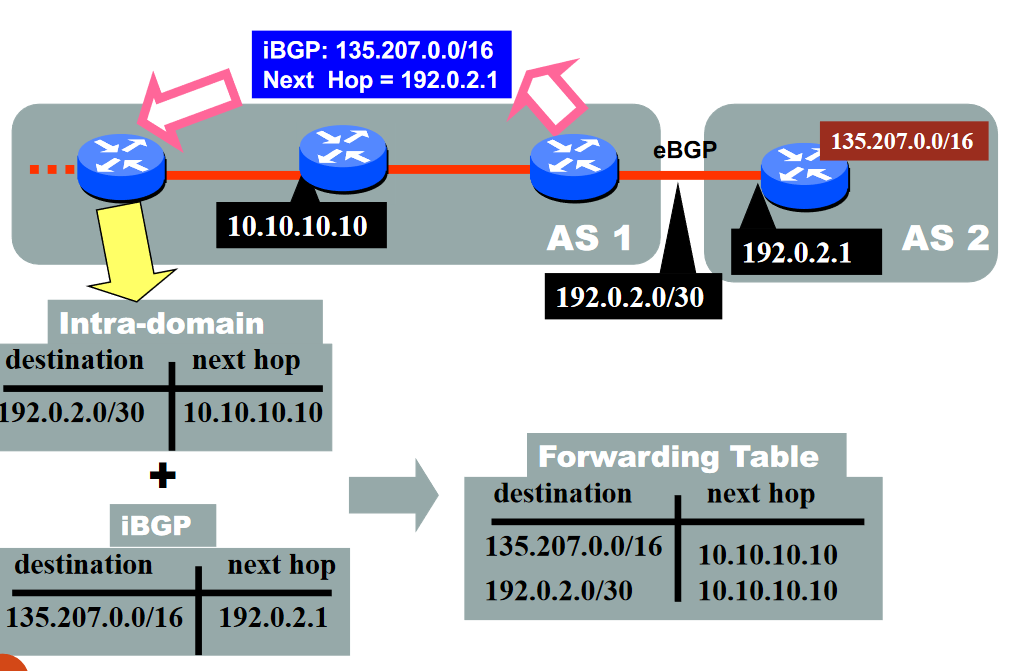 iBGP: 135.207.0.0/16
Next Hop = 192.0.2.1
eBGP
135.207.0.0/16
10.10.10.10
AS 1
192.0.2.1
AS 2
192.0.2.0/30
Intra-domain
destination next hop
192.0.2.0/30 10.10.10.10
+
iBGP
destination next hop
135.207.0.0/16 192.0.2.1
Forwarding Table
destination next hop
135.207.0.0/16 10.10.10.10
192.0.2.0/30 10.10.10.10